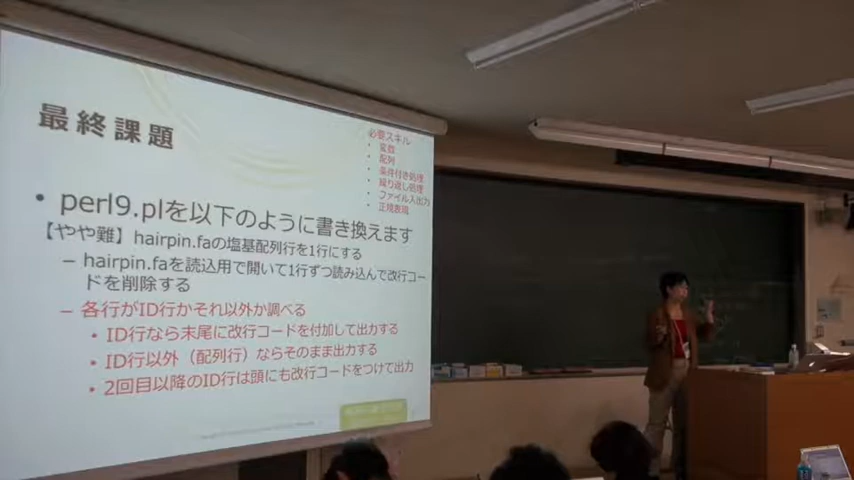 最終課題
必要スキル
・ 変数
・ 配列
・ 条件付き処理
・ 繰り返し処理
・ ファイル入出力
・ 正規表現
• perl9.plを以下のように書き換えます
【やや難】hairpin.faの塩基配列行を1行にする
– hairpin.faを読込用で開いて1行ずつ読み込んで改行コー
ドを削除する
– 各行がID行かそれ以外か調べる
• ID行なら末尾に改行コードを付加して出力する
• ID行以外（配列行）ならそのまま出力する
• 2回目以降のID行は頭にも改行コードをつけて出力